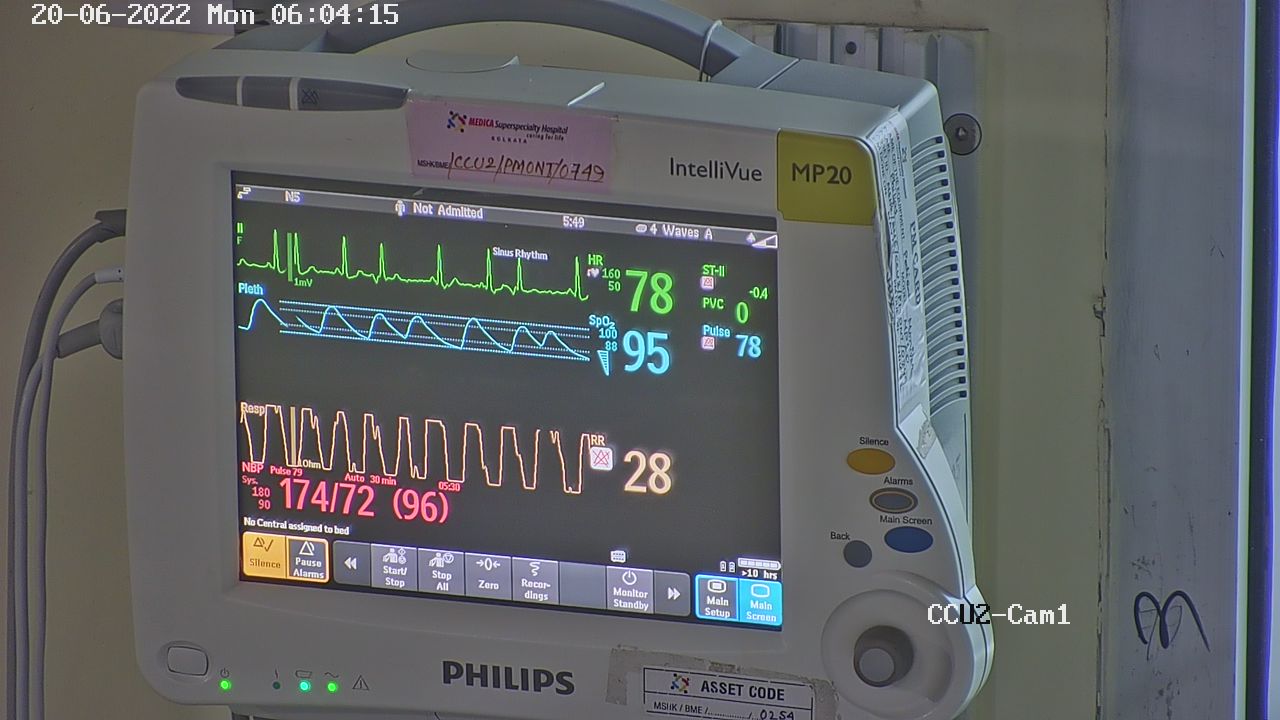 20-06-2022 Mon 06:04:15
MEDICA Superspecialty Hospital
caring for life
KOLKATA
MSHK/BME/CCU2/PMONT/0749
IntelliVue
MP20
N5
Not Admitted
5:49
4 Waves A
II
F
1mV
Sinus Rhythm
HR
160
50
78
ST-II
-0.4
PVC
0
Pleth
SpO₂
100
88
95
Pulse
78
Resp
1Ohm
RR
28
NBP
Pulse 79
Auto 30 min
05:30
Sys.
180
90
174/72 (96)
No Central assigned to bed
Silence
Pause Alarms
Start/ Stop
Stop All
Zero
Recor- dings
Monitor Standby
>10 hrs
Main Setup
Main Screen
Silence
Alarms
Main Screen
Back
CCU2-Cam1
PHILIPS
ASSET CODE
MSHK / BME /
0254